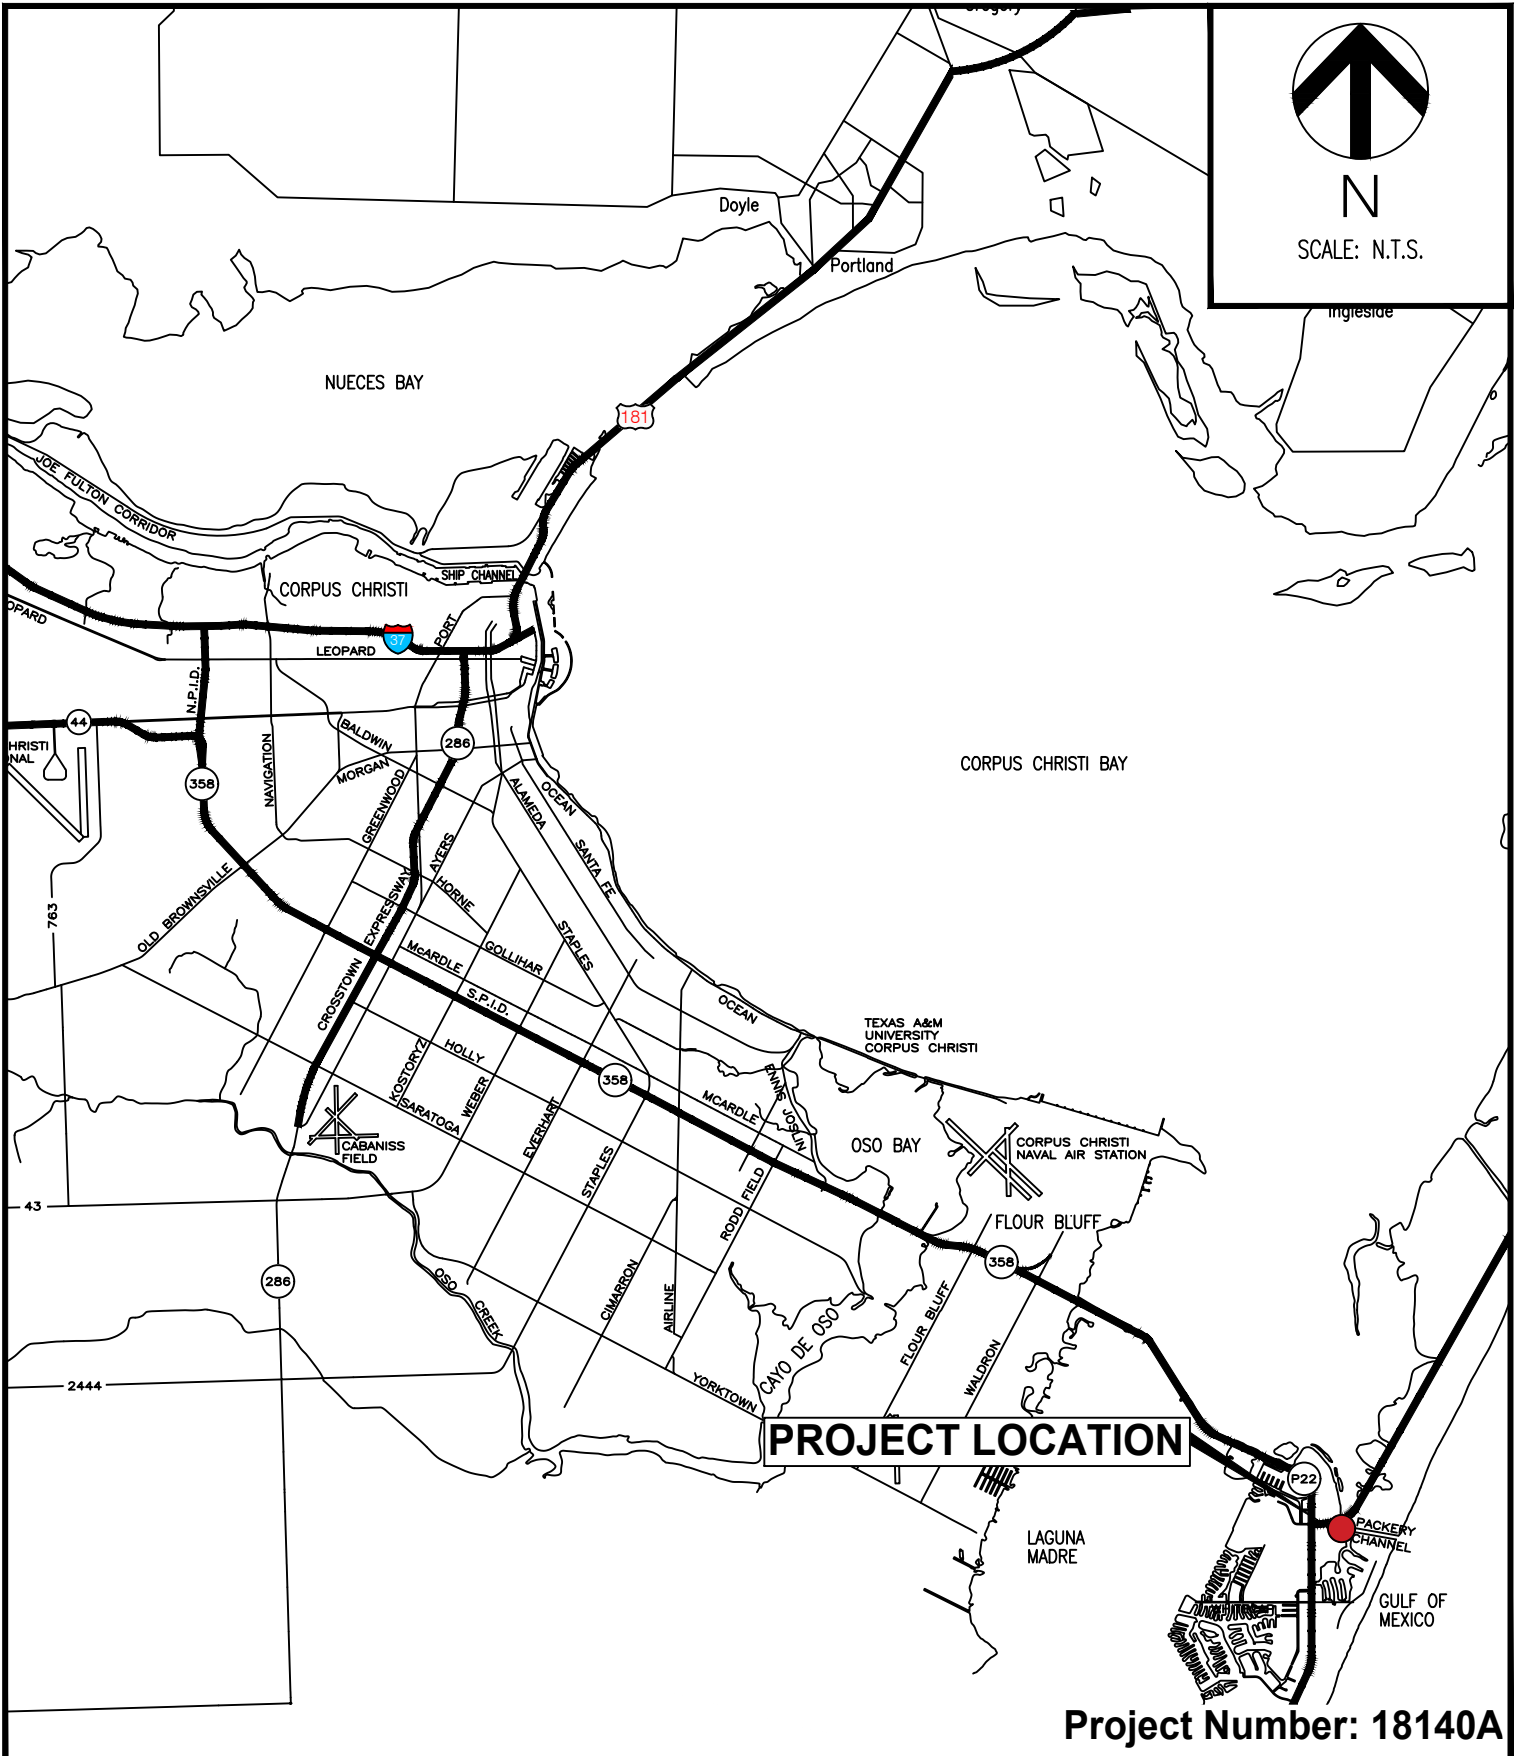 Gregory
N
SCALE: N.T.S.
Doyle
Portland
Ingleside
NUECES BAY
181
JOE FULTON CORRIDOR
SHIP CHANNEL
CORPUS CHRISTI
OPARD
37
PORT
LEOPARD
N.P.I.D.
44
HRISTI
NAL
BALDWIN
286
NAVIGATION
MORGAN
CORPUS CHRISTI BAY
358
GREENWOOD
ALAMEDA
OCEAN
AYERS
SANTA FE
OLD BROWNSVILLE
HORNE
763
CROSSTOWN EXPRESSWAY
McARDLE
GOLLIHAR
STAPLES
S.P.I.D.
OCEAN
TEXAS A&M
UNIVERSITY
CORPUS CHRISTI
KOSTORYZ
HOLLY
WEBER
358
ENNIS JOSLIN
SARATOGA
MCARDLE
EVERHART
CABANISS
FIELD
OSO BAY
CORPUS CHRISTI
NAVAL AIR STATION
STAPLES
RODD FIELD
43
FLOUR BLUFF
358
286
OSO CREEK
CIMARRON
AIRLINE
FLOUR BLUFF
CAYO DE OSO
WALDRON
2444
YORKTOWN
PROJECT LOCATION
P22
PACKERY
CHANNEL
LAGUNA
MADRE
GULF OF
MEXICO
Project Number: 18140A